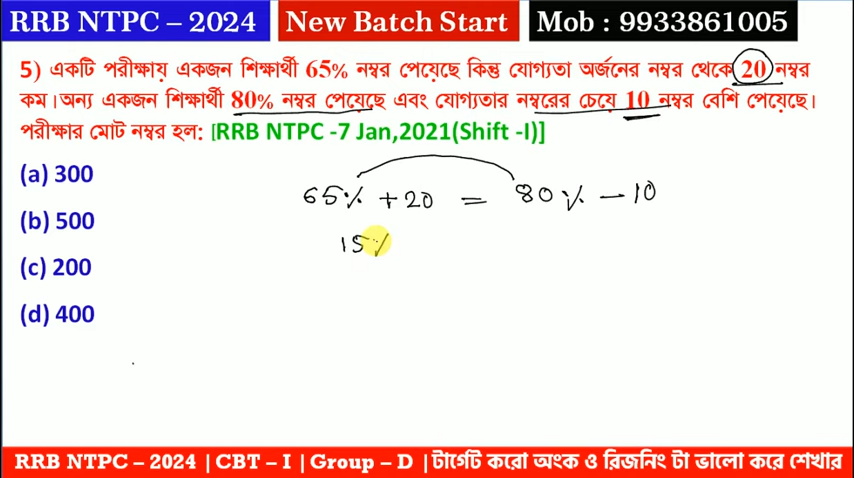 RRB NTPC – 2024 New Batch Start Mob : 9933861005
5) একটি পরীক্ষায় একজন শিক্ষার্থী 65% নম্বর পেয়েছে কিন্তু যোগ্যতা অর্জনের নম্বর থেকে 20 নম্বর
কম। অন্য একজন শিক্ষার্থী 80% নম্বর পেয়েছে এবং যোগ্যতার নম্বরের চেয়ে 10 নম্বর বেশি পেয়েছে।
পরীক্ষার মোট নম্বর হল: [RRB NTPC -7 Jan,2021(Shift -I)]
(a) 300
65% + 20 = 80% – 10
(b) 500
15%
(c) 200
(d) 400
RRB NTPC – 2024 | CBT – I | Group – D | টার্গেট করো অংক ও রিজনিং টা ভালো করে শেখার